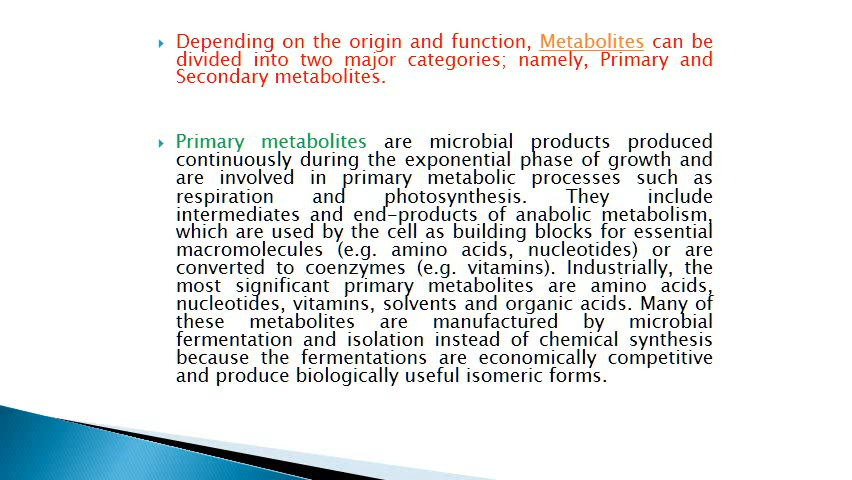 Depending on the origin and function, Metabolites can be
divided into two major categories; namely, Primary and
Secondary metabolites.
Primary metabolites are microbial products produced
continuously during the exponential phase of growth and
are involved in primary metabolic processes such as
respiration and photosynthesis. They include
intermediates and end-products of anabolic metabolism,
which are used by the cell as building blocks for essential
macromolecules (e.g. amino acids, nucleotides) or are
converted to coenzymes (e.g. vitamins). Industrially, the
most significant primary metabolites are amino acids,
nucleotides, vitamins, solvents and organic acids. Many of
these metabolites are manufactured by microbial
fermentation and isolation instead of chemical synthesis
because the fermentations are economically competitive
and produce biologically useful isomeric forms.